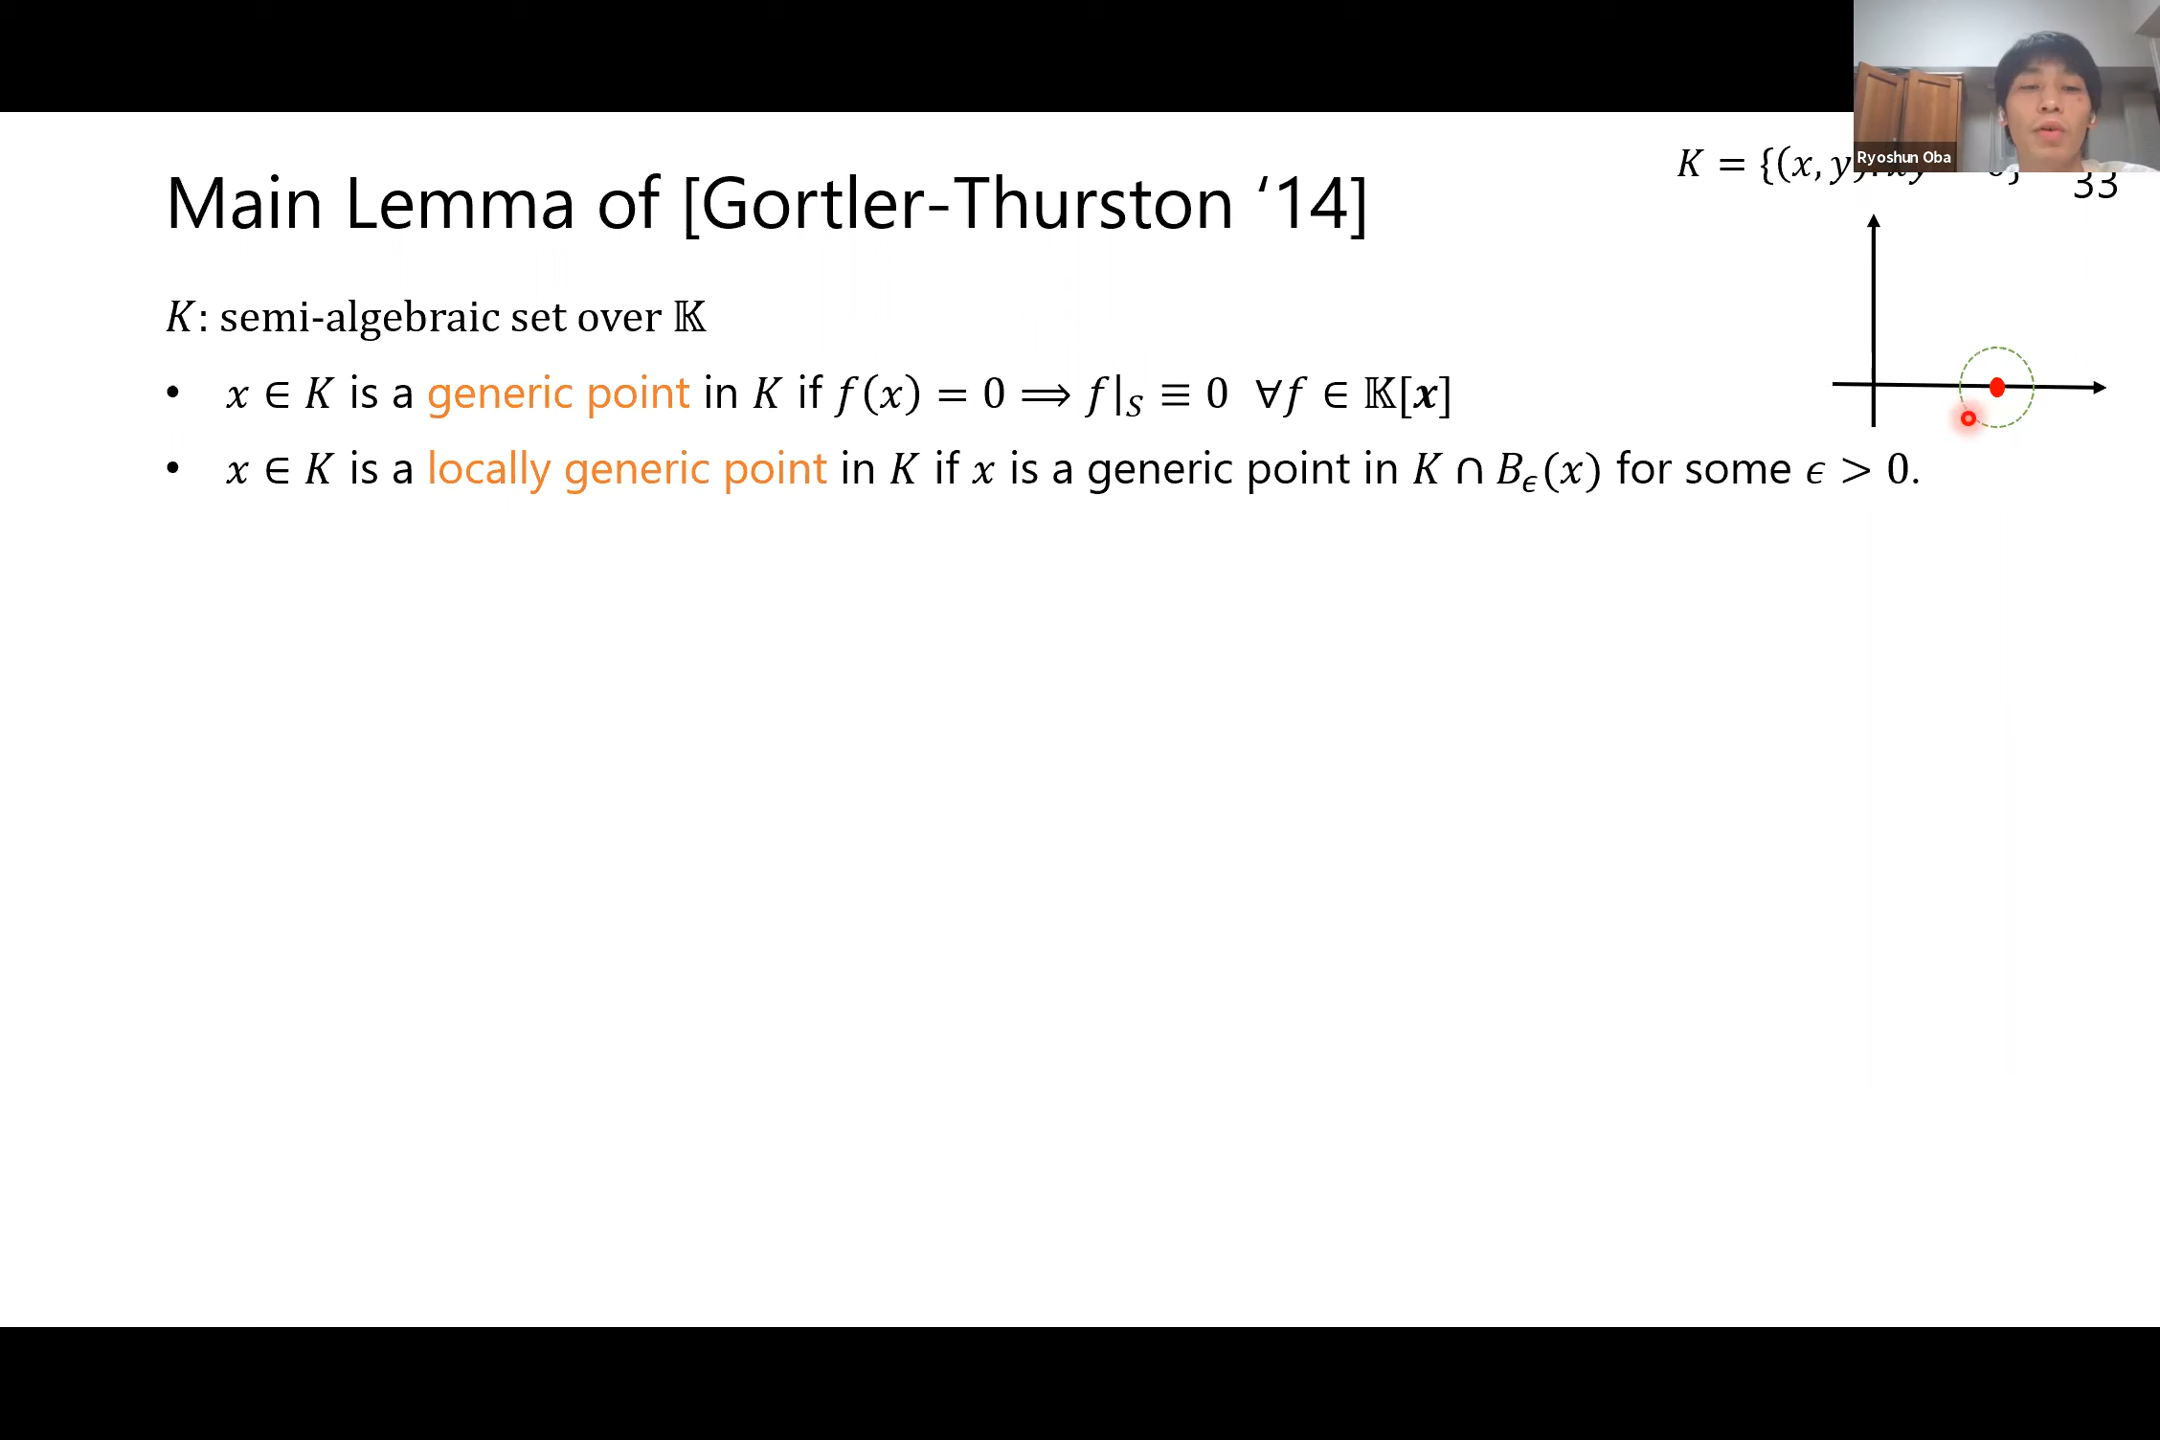 Main Lemma of [Gortler-Thurston ‘14]
K = {(x, y
Ryoshun Oba
33
K: semi-algebraic set over 𝕂
• x ∈ K is a generic point in K if f(x) = 0 ⟹ f|_S ≡ 0 ∀f ∈ 𝕂[x]
• x ∈ K is a locally generic point in K if x is a generic point in K ∩ B_ϵ(x) for some ϵ > 0.